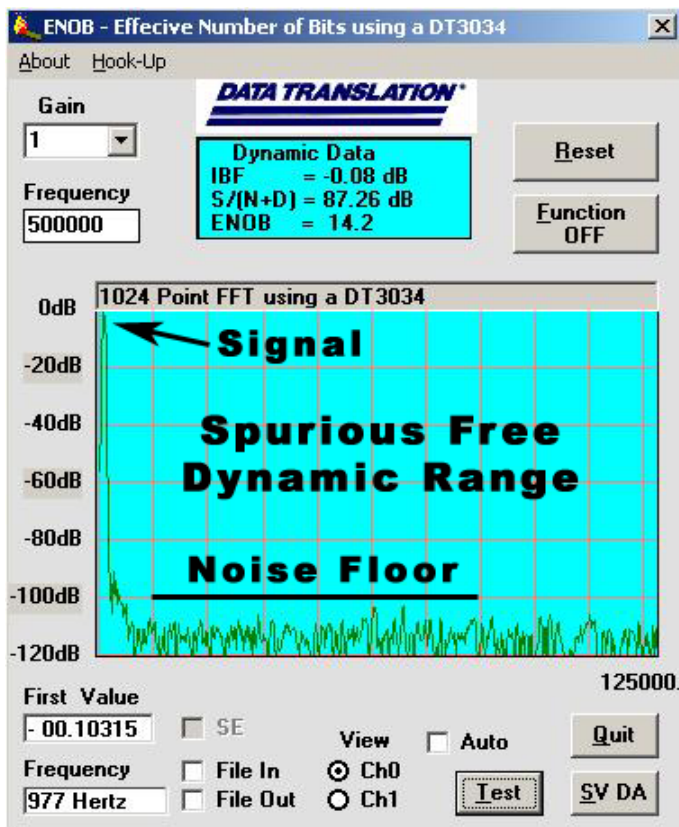 ENOB - Effecive Number of Bits using a DT3034
About Hook-Up
Gain
1
Frequency
500000
DATA TRANSLATION
Dynamic Data
IBF = -0.08 dB
S/(N+D) = 87.26 dB
ENOB = 14.2
Reset
Function
OFF
1024 Point FFT using a DT3034
0dB
-20dB
-40dB
-60dB
-80dB
-100dB
-120dB
Signal
Spurious Free
Dynamic Range
Noise Floor
125000.
First Value
- 00.10315
Frequency
977 Hertz
SE
File In
File Out
View
Ch0
Ch1
Auto
Test
Quit
SV DA